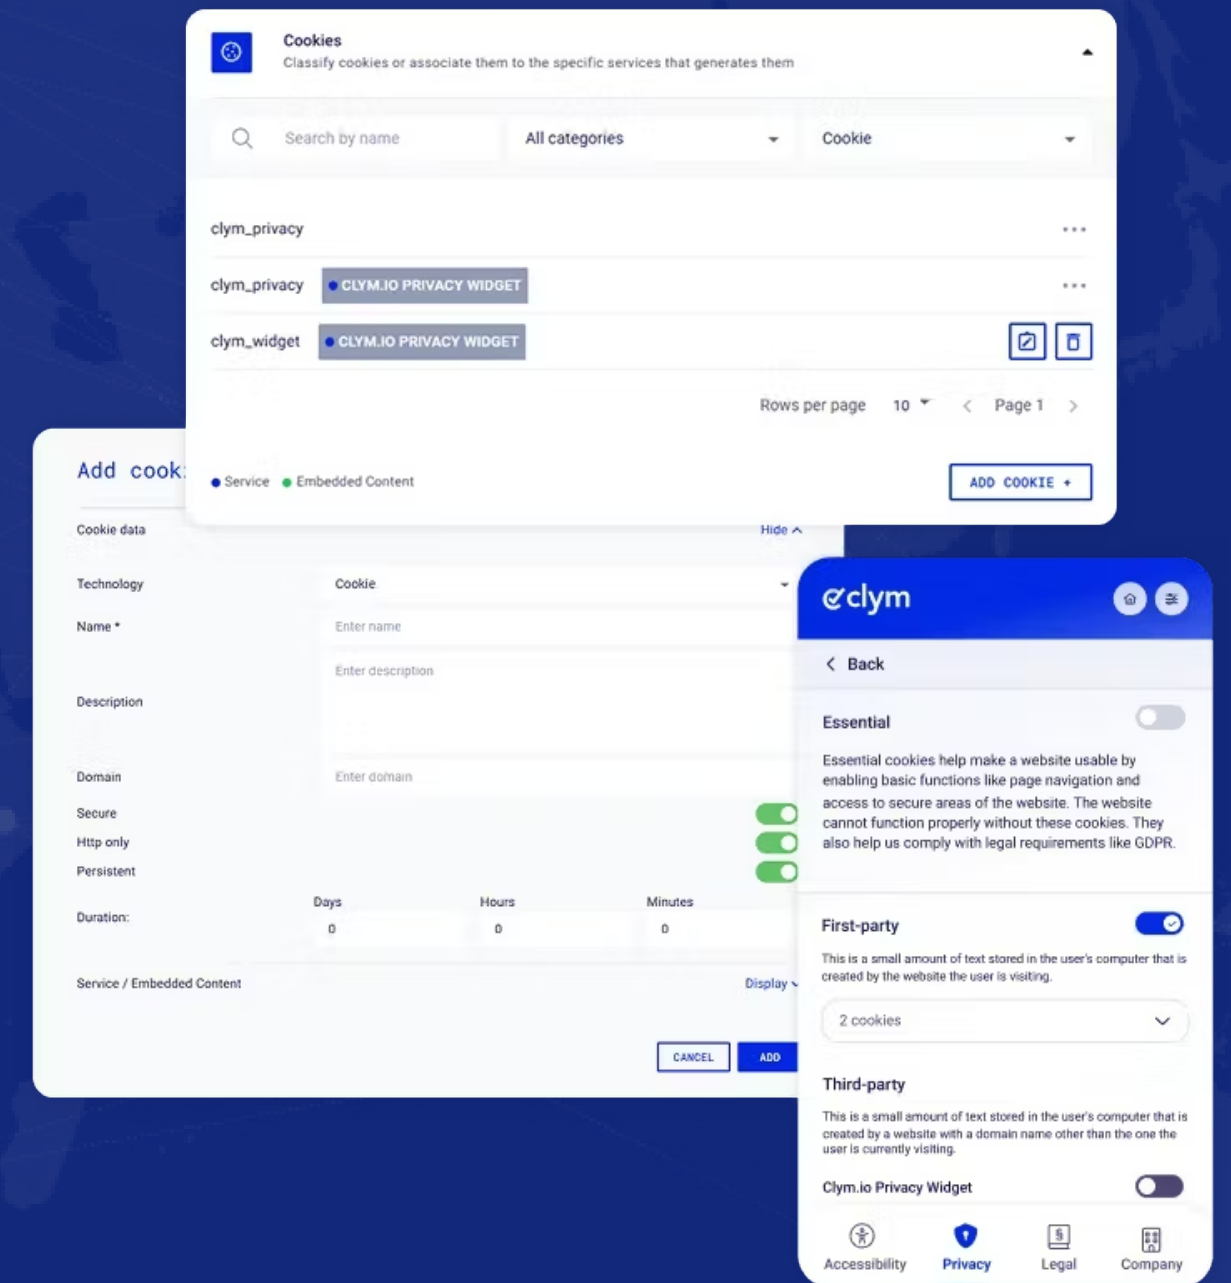 Cookies
Classify cookies or associate them to the specific services that generates them
Search by name
All categories
Cookie
clym_privacy
clym_privacy CLYM.IO PRIVACY WIDGET
clym_widget CLYM.IO PRIVACY WIDGET
Rows per page 10 Page 1
Service Embedded Content
ADD COOKIE +
Add cook
Cookie data Hide
Technology Cookie
Name * Enter name
Enter description
Description
Domain Enter domain
Secure
Http only
Persistent
Days Hours Minutes
Duration:
0 0 0
Service / Embedded Content Display
CANCEL ADD
clym
Back
Essential
Essential cookies help make a website usable by
enabling basic functions like page navigation and
access to secure areas of the website. The website
cannot function properly without these cookies. They
also help us comply with legal requirements like GDPR.
First-party
This is a small amount of text stored in the user's computer that is
created by the website the user is visiting.
2 cookies
Third-party
This is a small amount of text stored in the user's computer that is
created by a website with a domain name other than the one the
user is currently visiting.
Clym.io Privacy Widget
Accessibility Privacy Legal Company